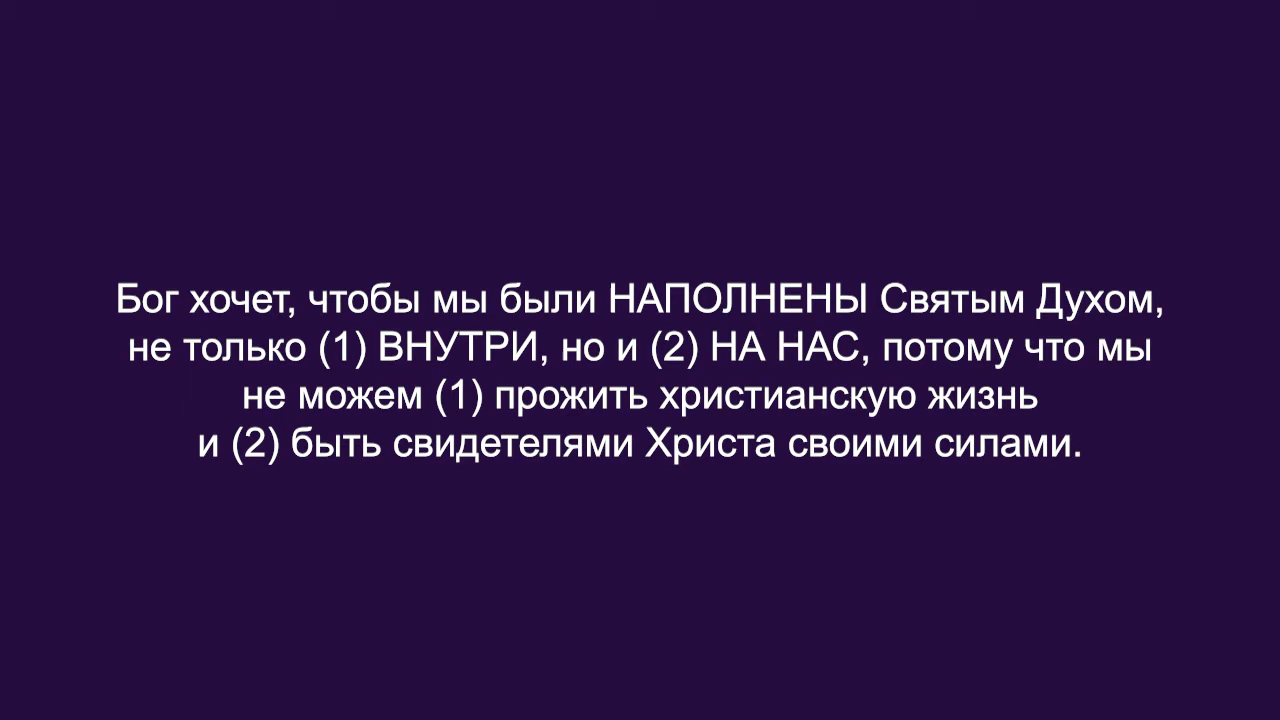 Бог хочет, чтобы мы были НАПОЛНЕНЫ Святым Духом,
не только (1) ВНУТРИ, но и (2) НА НАС, потому что мы
не можем (1) прожить христианскую жизнь
и (2) быть свидетелями Христа своими силами.